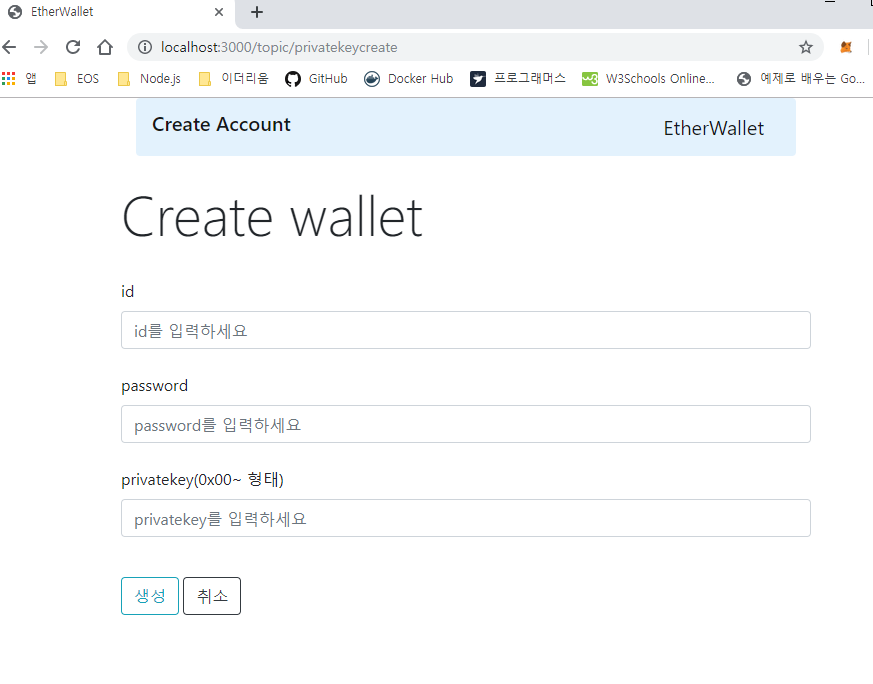 EtherWallet
localhost:3000/topic/privatekeycreate
앱 EOS Node.js 이더리움 GitHub Docker Hub 프로그래머스 W3Schools Online... 예제로 배우는 Go...
Create Account EtherWallet
Create wallet
id
id를 입력하세요
password
password를 입력하세요
privatekey(0x00~ 형태)
privatekey를 입력하세요
생성 취소